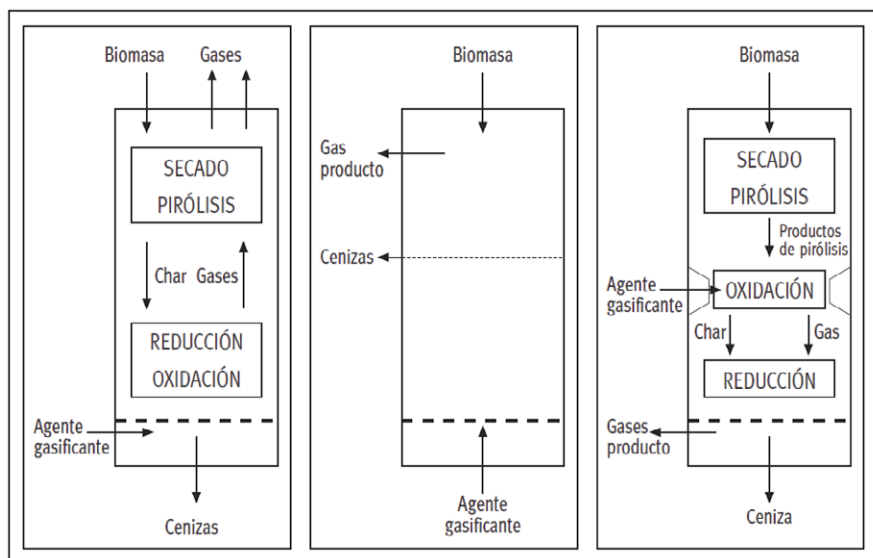 Biomasa
Gases
SECADO
PIRÓLISIS
Char Gases
REDUCCIÓN
OXIDACIÓN
Agente
gasificante
Cenizas
Biomasa
Gas
producto
Cenizas
Agente
gasificante
Biomasa
SECADO
PIRÓLISIS
Productos
de pirólisis
Agente
gasificante
OXIDACIÓN
Char
Gas
REDUCCIÓN
Gases
producto
Ceniza